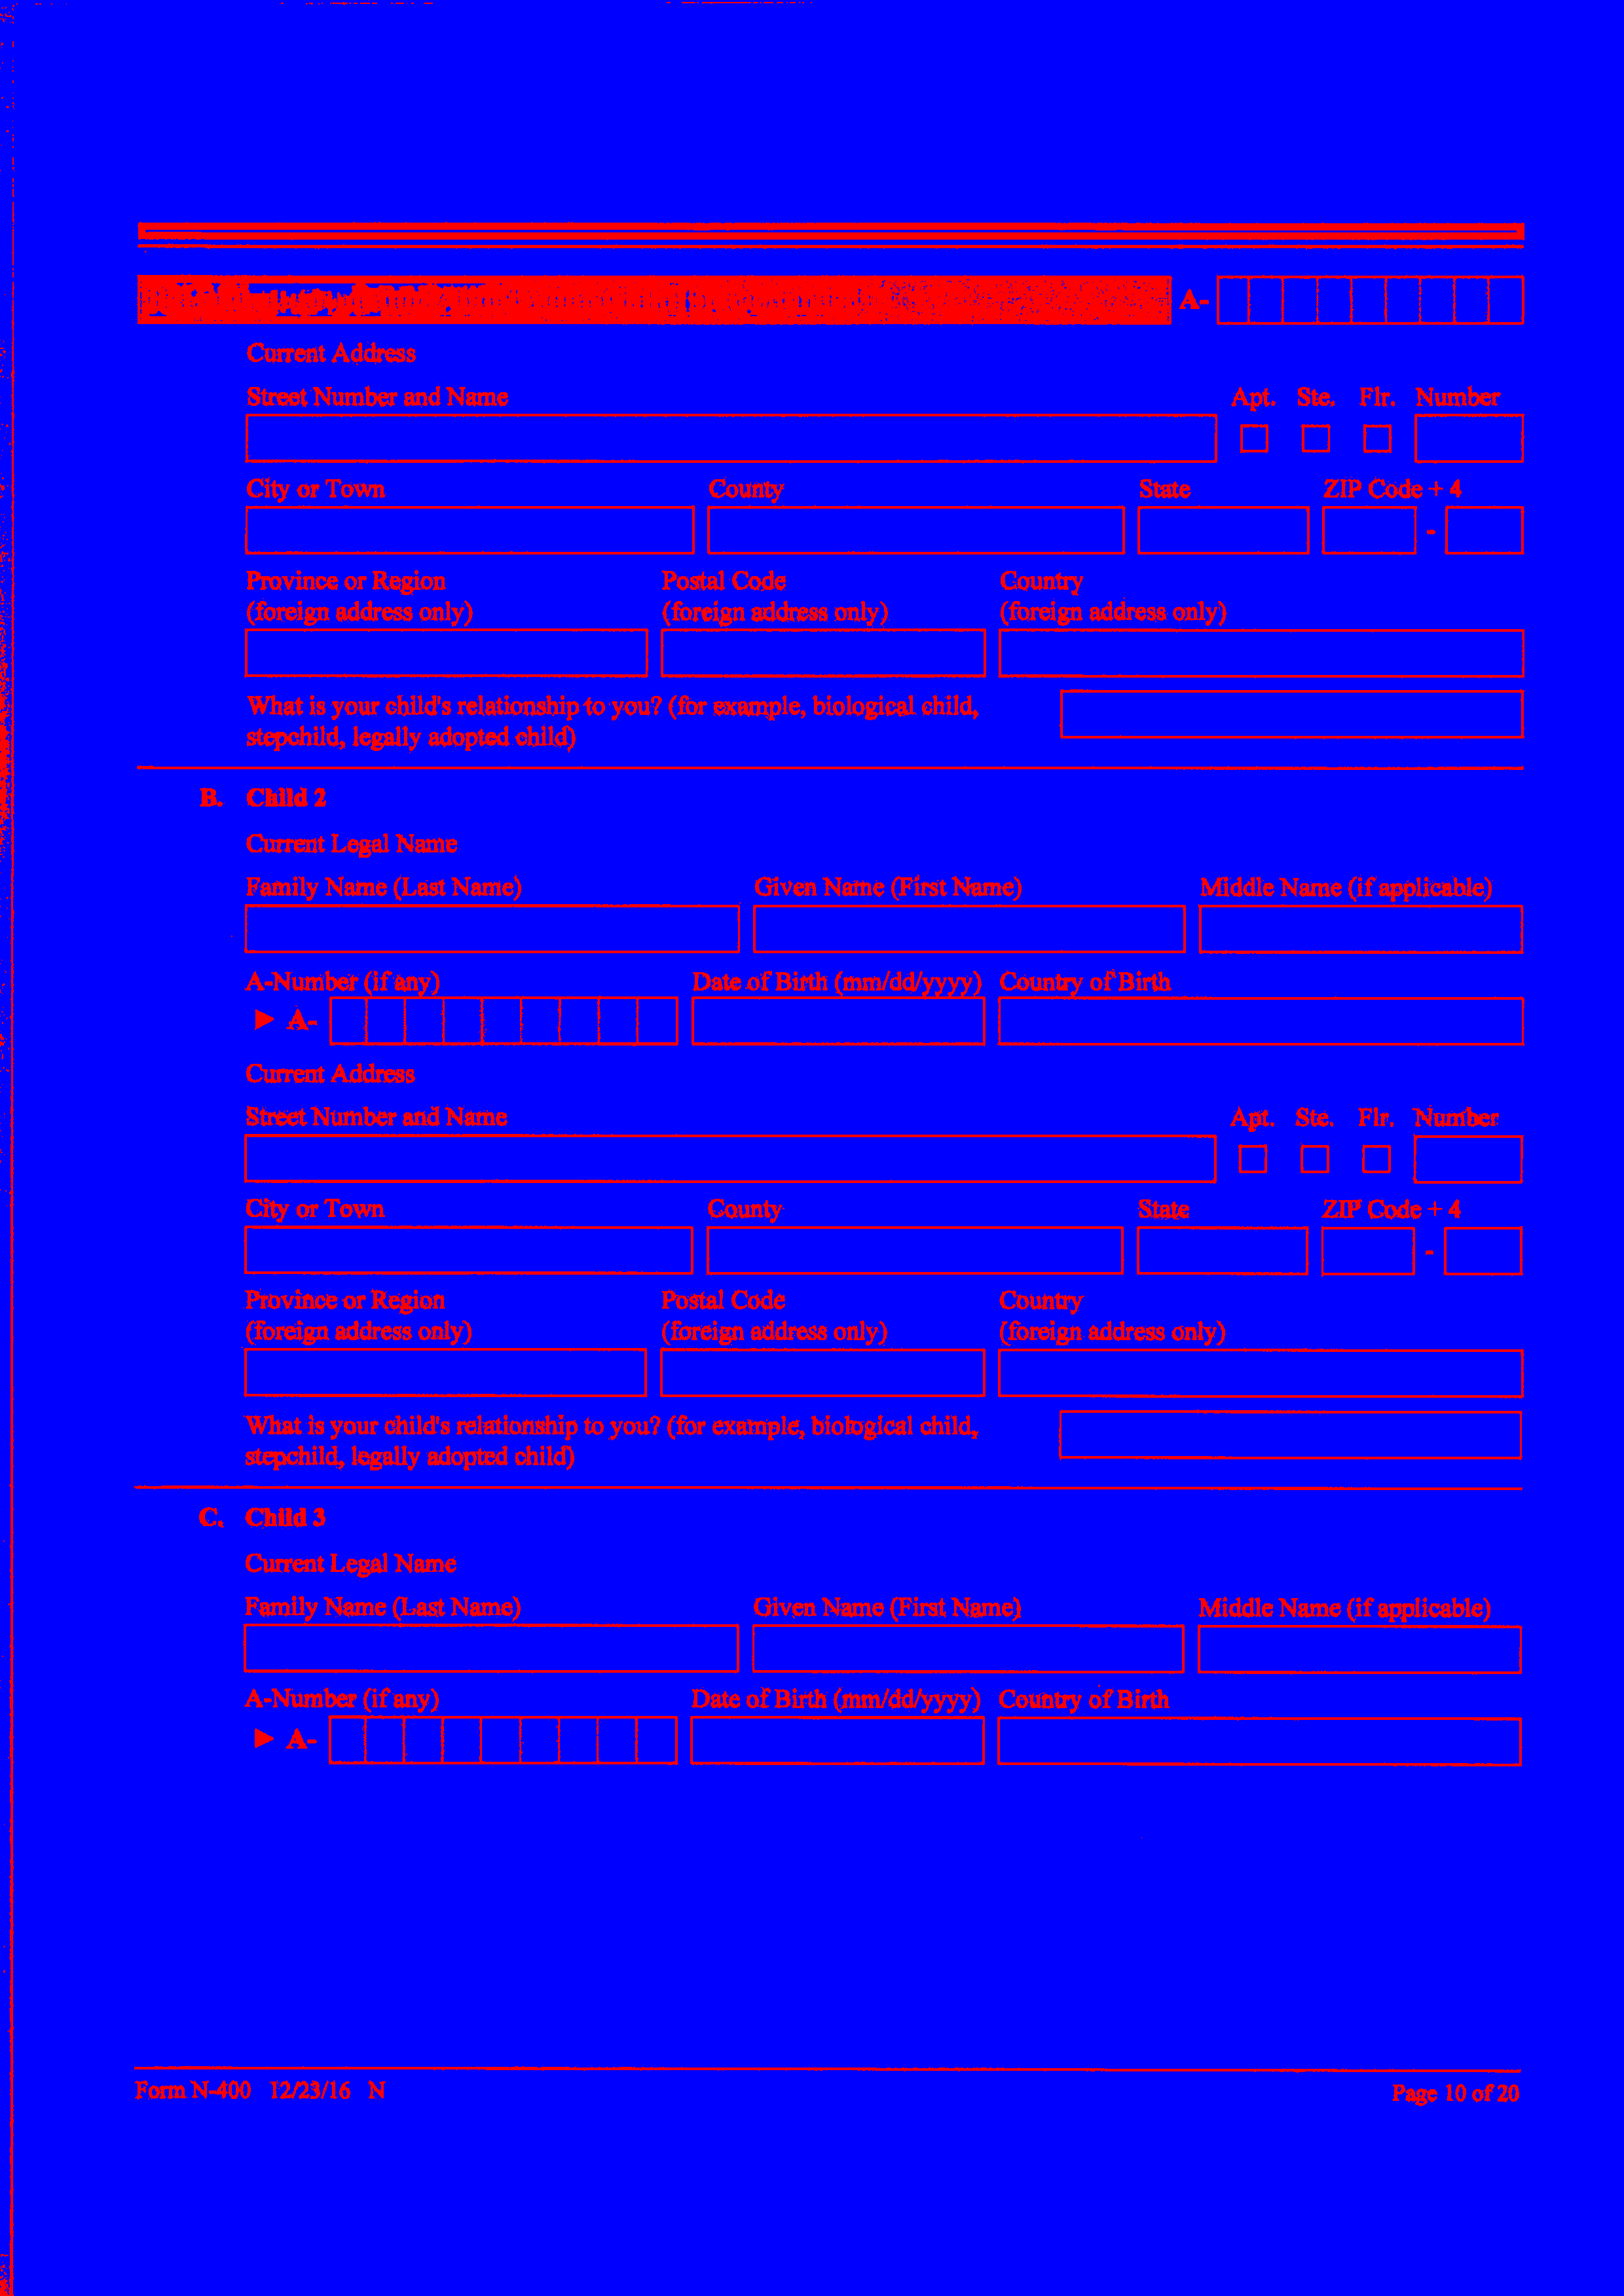 A-
Current Address
Street Number and Name Apt. Ste. Flr. Number
City or Town County State ZIP Code + 4
-
Province or Region Postal Code Country
(foreign address only) (foreign address only) (foreign address only)
What is your child's relationship to you? (for example, biological child,
stepchild, legally adopted child)
B. Child 2
Current Legal Name
Family Name (Last Name) Given Name (First Name) Middle Name (if applicable)
A-Number (if any) Date of Birth (mm/dd/yyyy) Country of Birth
► A-
Current Address
Street Number and Name Apt. Ste. Flr. Number
City or Town County State ZIP Code + 4
-
Province or Region Postal Code Country
(foreign address only) (foreign address only) (foreign address only)
What is your child's relationship to you? (for example, biological child,
stepchild, legally adopted child)
C. Child 3
Current Legal Name
Family Name (Last Name) Given Name (First Name) Middle Name (if applicable)
A-Number (if any) Date of Birth (mm/dd/yyyy) Country of Birth
► A-
Form N-400 12/23/16 N Page 10 of 20